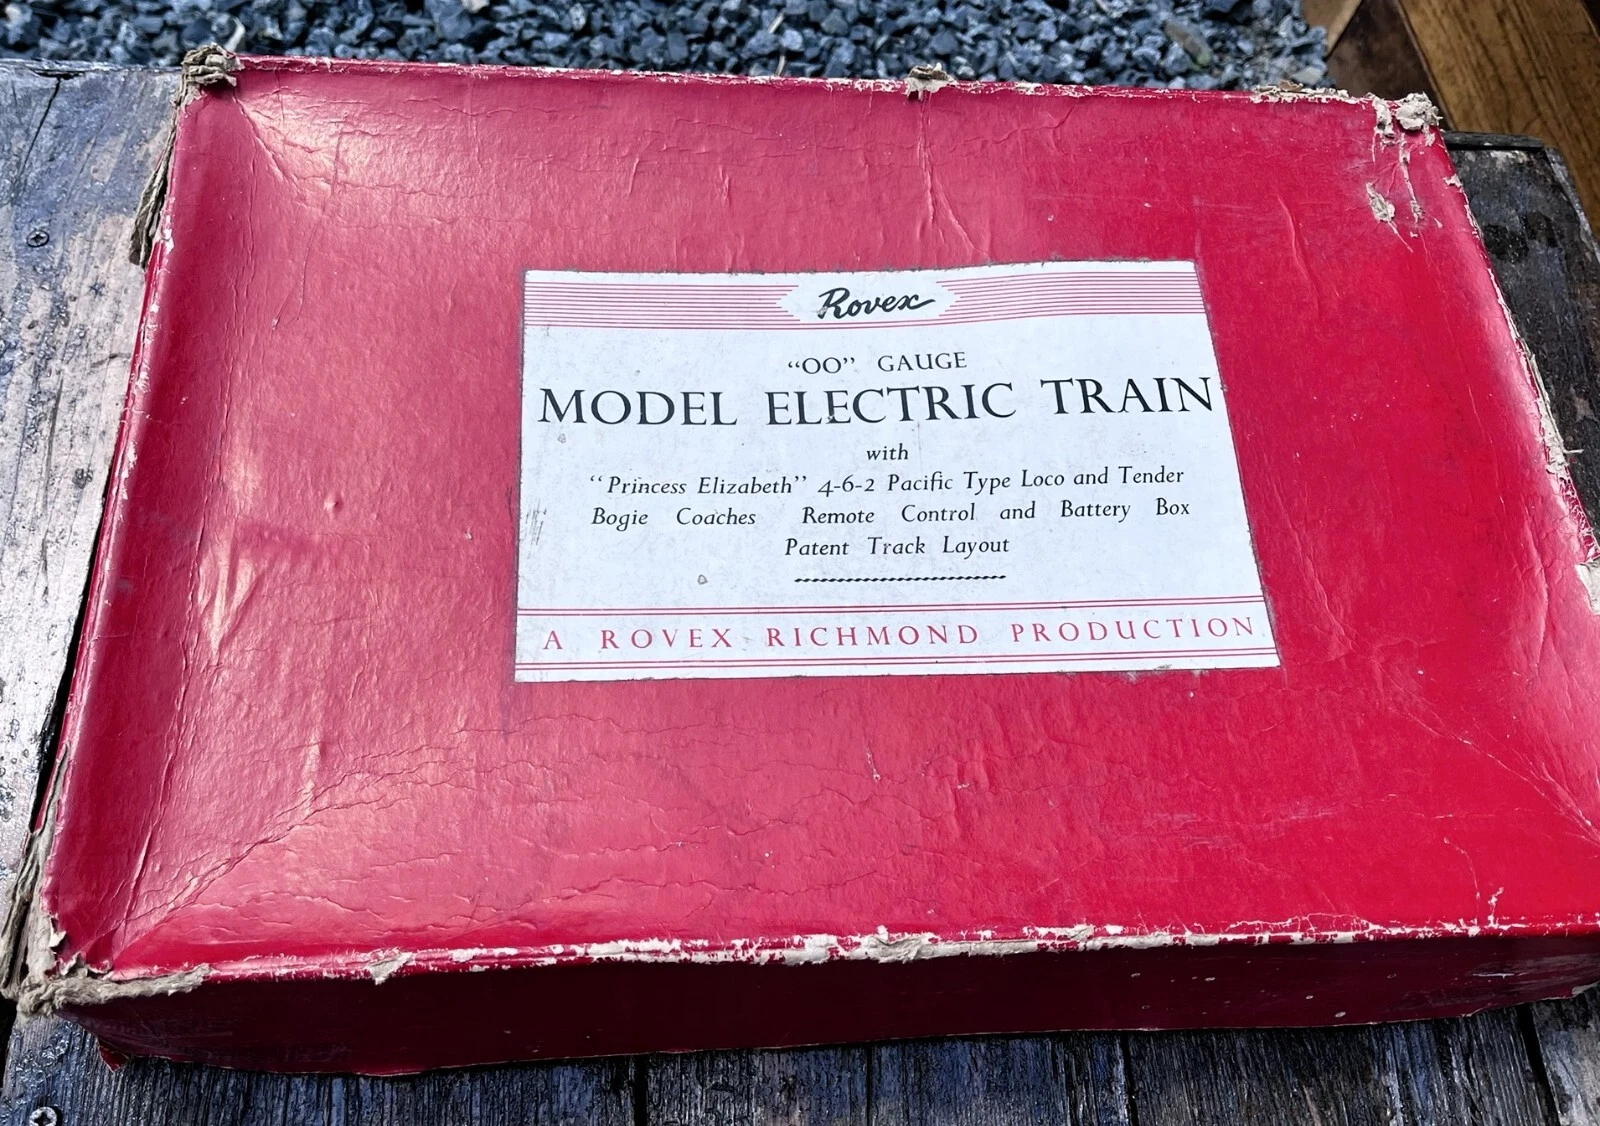 Rovex
“OO” GAUGE
MODEL ELECTRIC TRAIN
with
“Princess Elizabeth” 4-6-2 Pacific Type Loco and Tender
Bogie Coaches Remote Control and Battery Box
Patent Track Layout
A ROVEX RICHMOND PRODUCTION